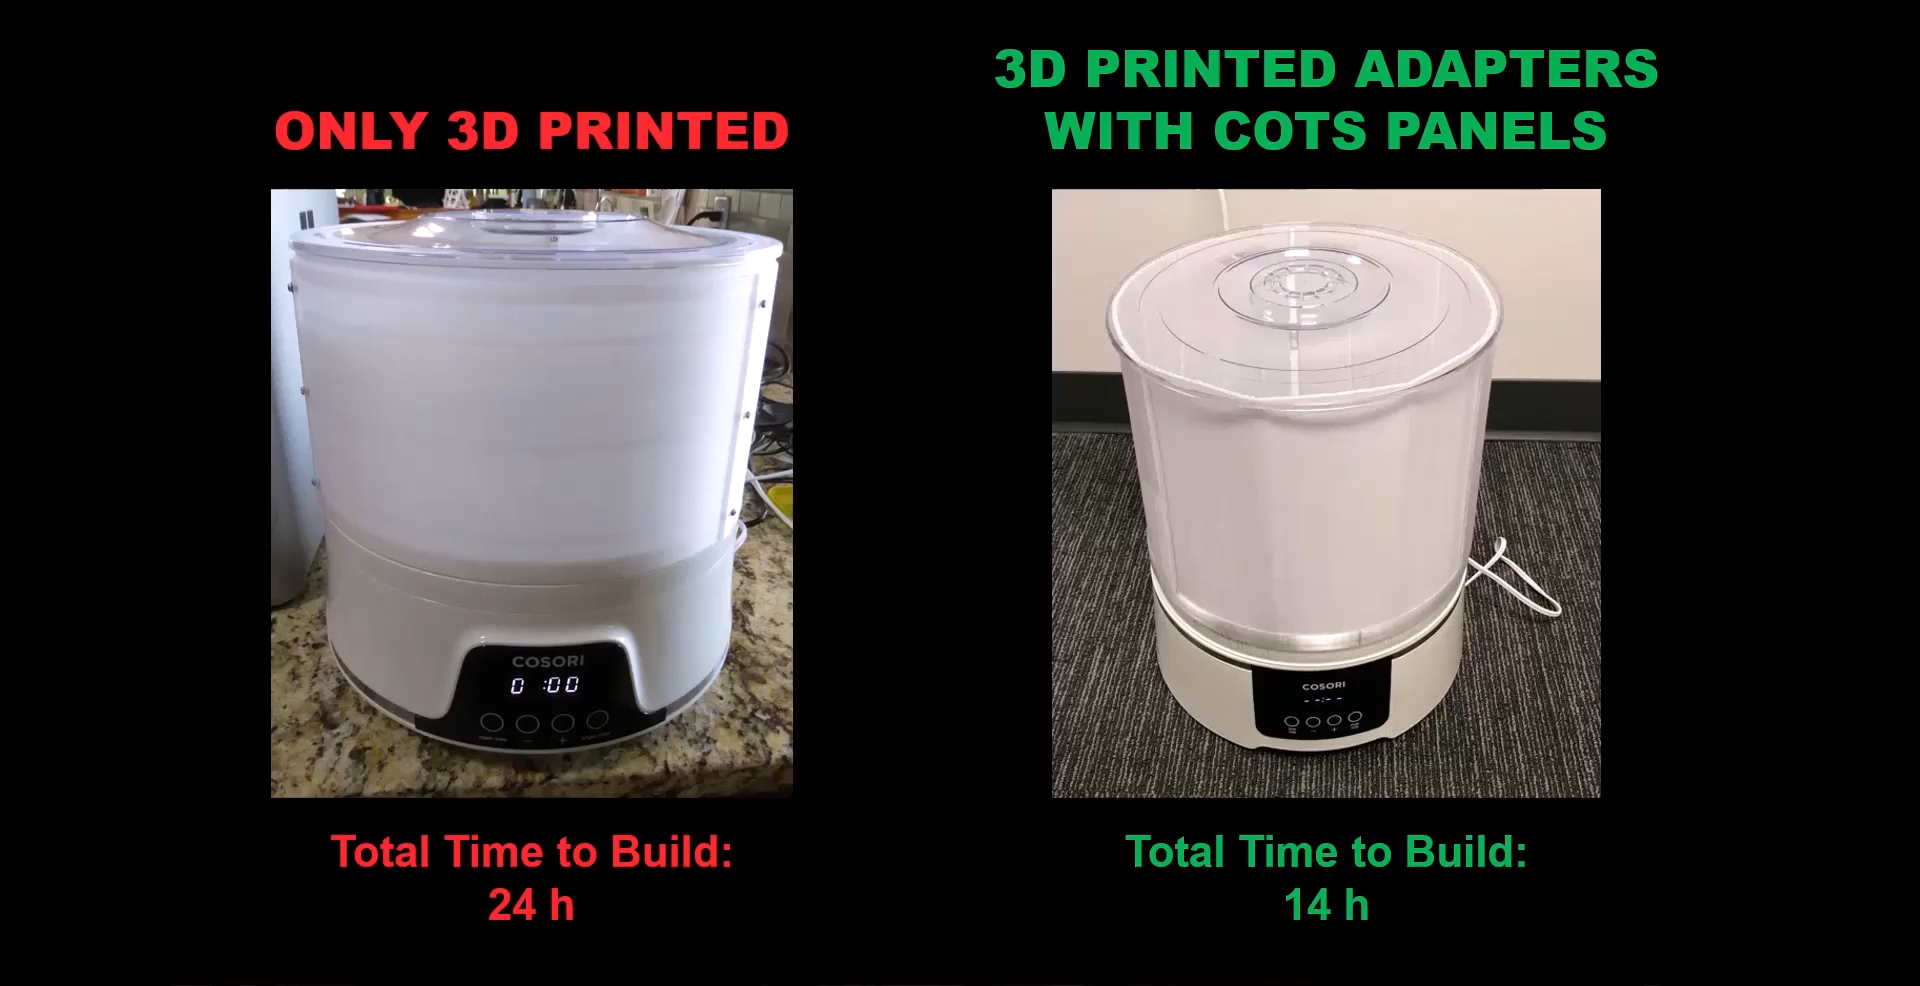 ONLY 3D PRINTED
3D PRINTED ADAPTERS
WITH COTS PANELS
COSORI
0 :00
COSORI
--:--
Total Time to Build:
24 h
Total Time to Build:
14 h